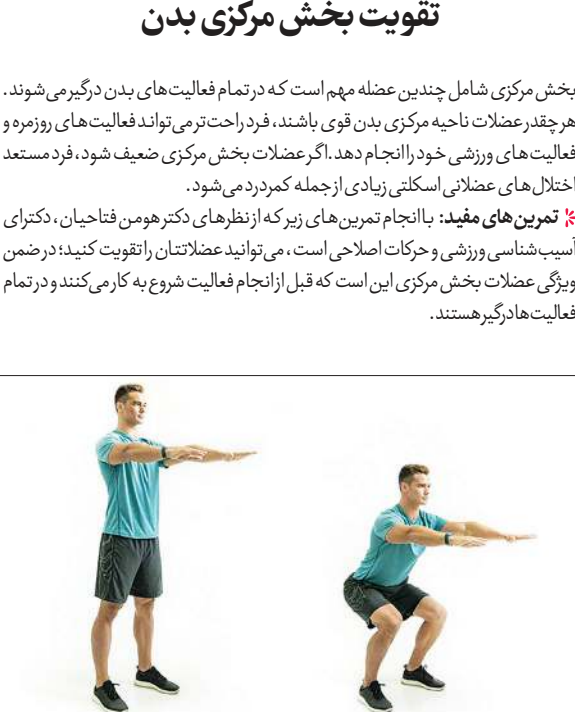 تقویت بخش مرکزی بدن
بخش مرکزی شامل چندین عضله مهم است که در تمام فعالیت‌های بدن درگیر می‌شوند.
هر چقدر عضلات ناحیه مرکزی بدن قوی باشند، فرد راحت‌تر می‌تواند فعالیت‌های روزمره و
فعالیت‌های ورزشی خود را انجام دهد. اگر عضلات بخش مرکزی ضعیف شود، فرد مستعد
اختلال‌های عضلانی اسکلتی زیادی از جمله کمردرد می‌شود.
تمرین‌های مفید: با انجام تمرین‌های زیر که از نظرهای دکتر هومن فتاحیان، دکترای
آسیب‌شناسی ورزشی و حرکات اصلاحی است، می‌توانید عضلاتتان را تقویت کنید؛ در ضمن
ویژگی عضلات بخش مرکزی این است که قبل از انجام فعالیت شروع به کار می‌کنند و در تمام
فعالیت‌ها درگیر هستند.